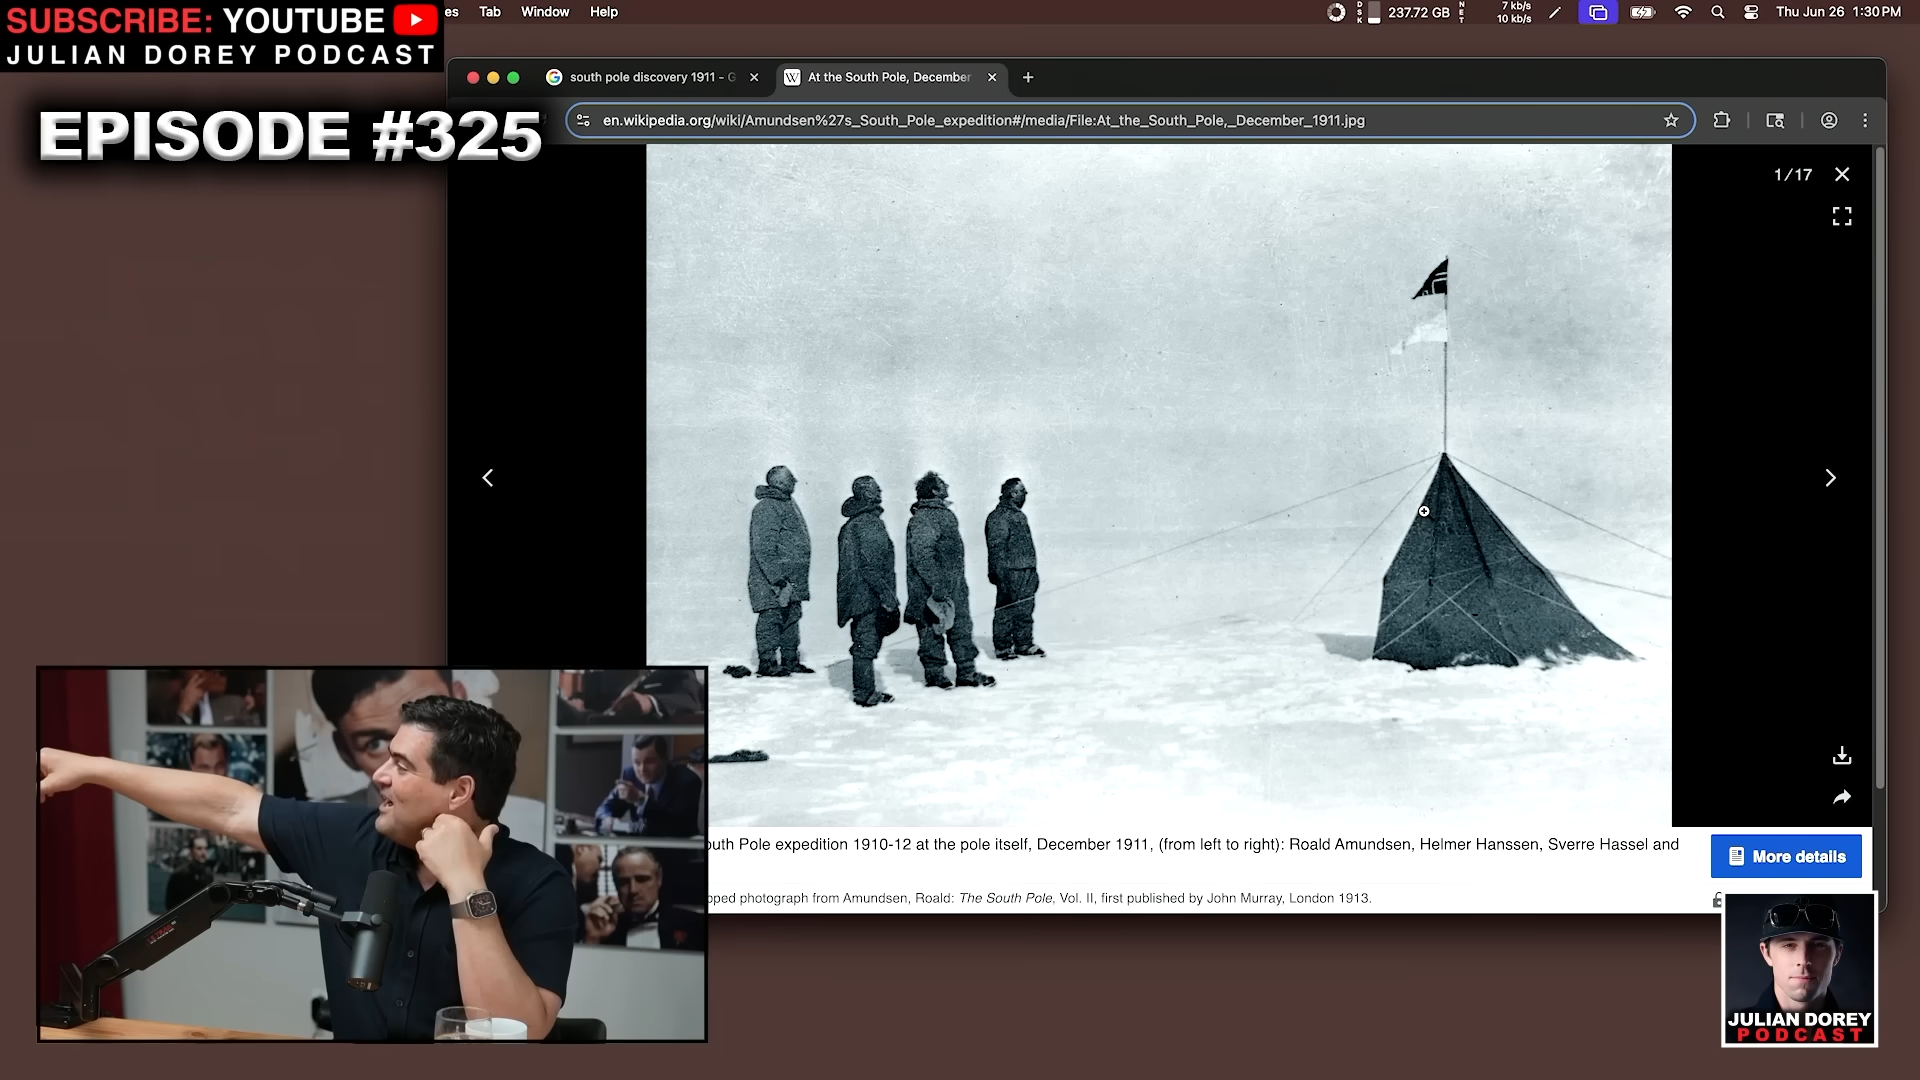 SUBSCRIBE: YOUTUBE
JULIAN DOREY PODCAST
EPISODE #325
es Tab Window Help
237.72 GB
7 kb/s
10 kb/s
Thu Jun 26 1:30 PM
south pole discovery 1911 - G
At the South Pole, December
en.wikipedia.org/wiki/Amundsen%27s_South_Pole_expedition#/media/File:At_the_South_Pole,_December_1911.jpg
1/17
outh Pole expedition 1910-12 at the pole itself, December 1911, (from left to right): Roald Amundsen, Helmer Hanssen, Sverre Hassel and
More details
pped photograph from Amundsen, Roald: The South Pole, Vol. II, first published by John Murray, London 1913.
JULIAN DOREY
PODCAST